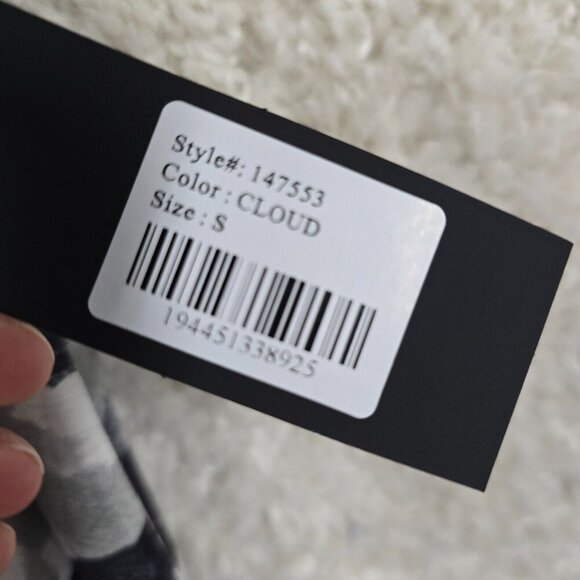 Style#: 147553
Color : CLOUD
Size : S
194451338925